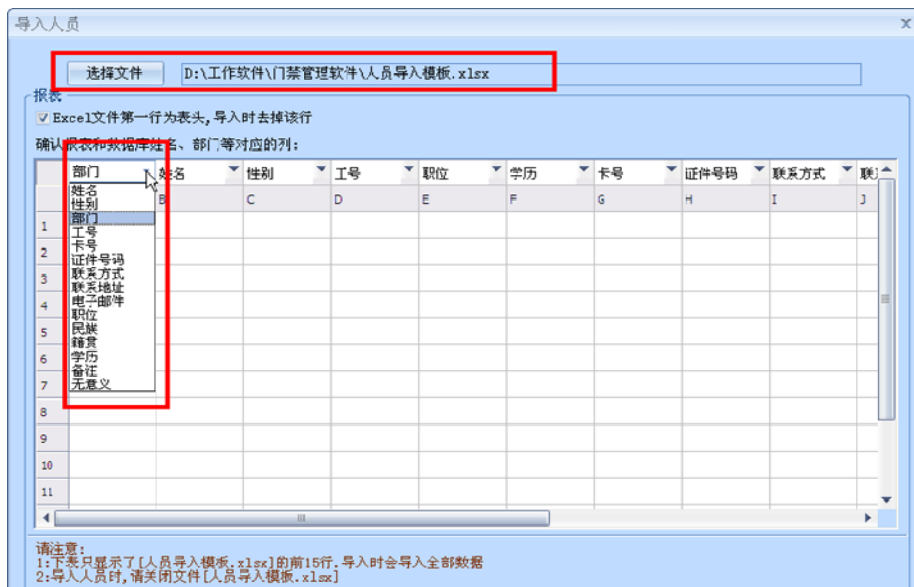 导入人员 x
选择文件 D:\工作软件\门禁管理软件\人员导入模板.xlsx
报表
Excel文件第一行为表头,导入时去掉该行
确认报表和数据库姓名、部门等对应的列:
部门 姓名 性别 工号 职位 学历 卡号 证件号码 联系方式
B C D E F G H I J
姓名
性别
部门
工号
卡号
证件号码
联系方式
联系地址
电子邮件
职位
民族
籍贯
学历
备注
无意义
1
2
3
4
5
6
7
8
9
10
11
请注意:
1:下表只显示了[人员导入模板.xlsx]的前15行.导入时会导入全部数据
2:导入人员时,请关闭文件[人员导入模板.xlsx]